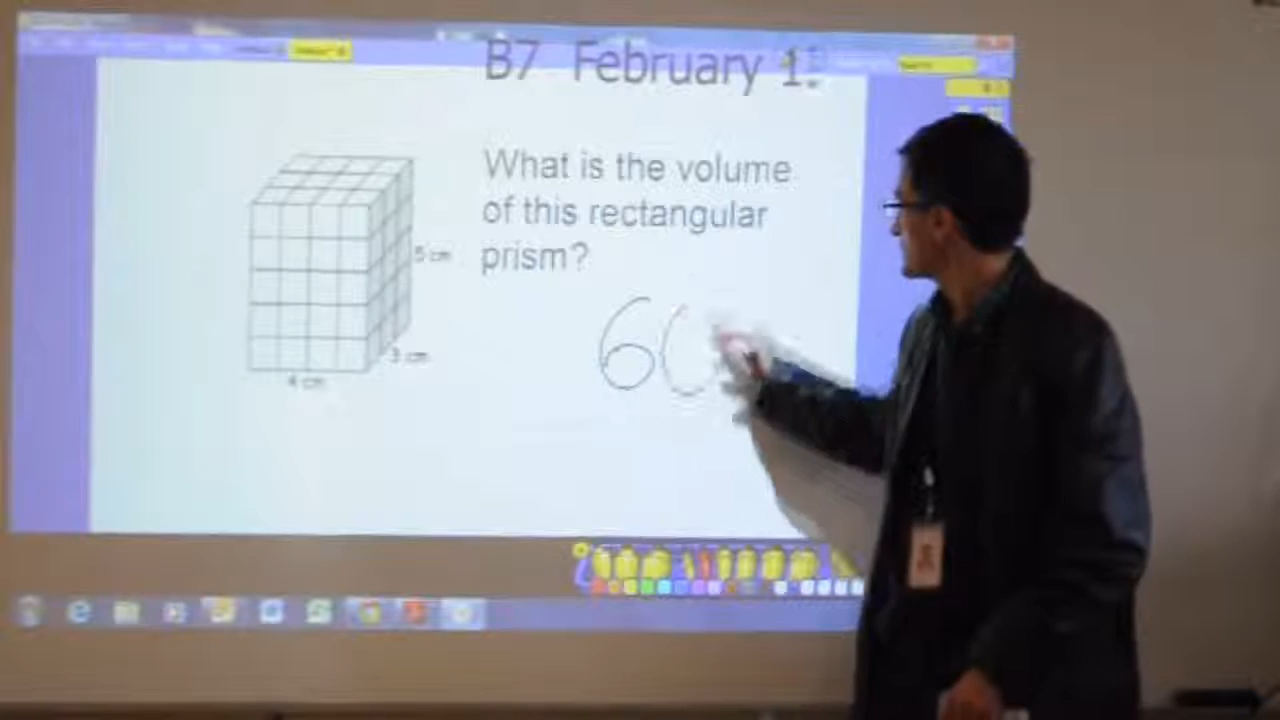 B7 February 1
What is the volume
of this rectangular
prism?
5 cm
3 cm
4 cm
60